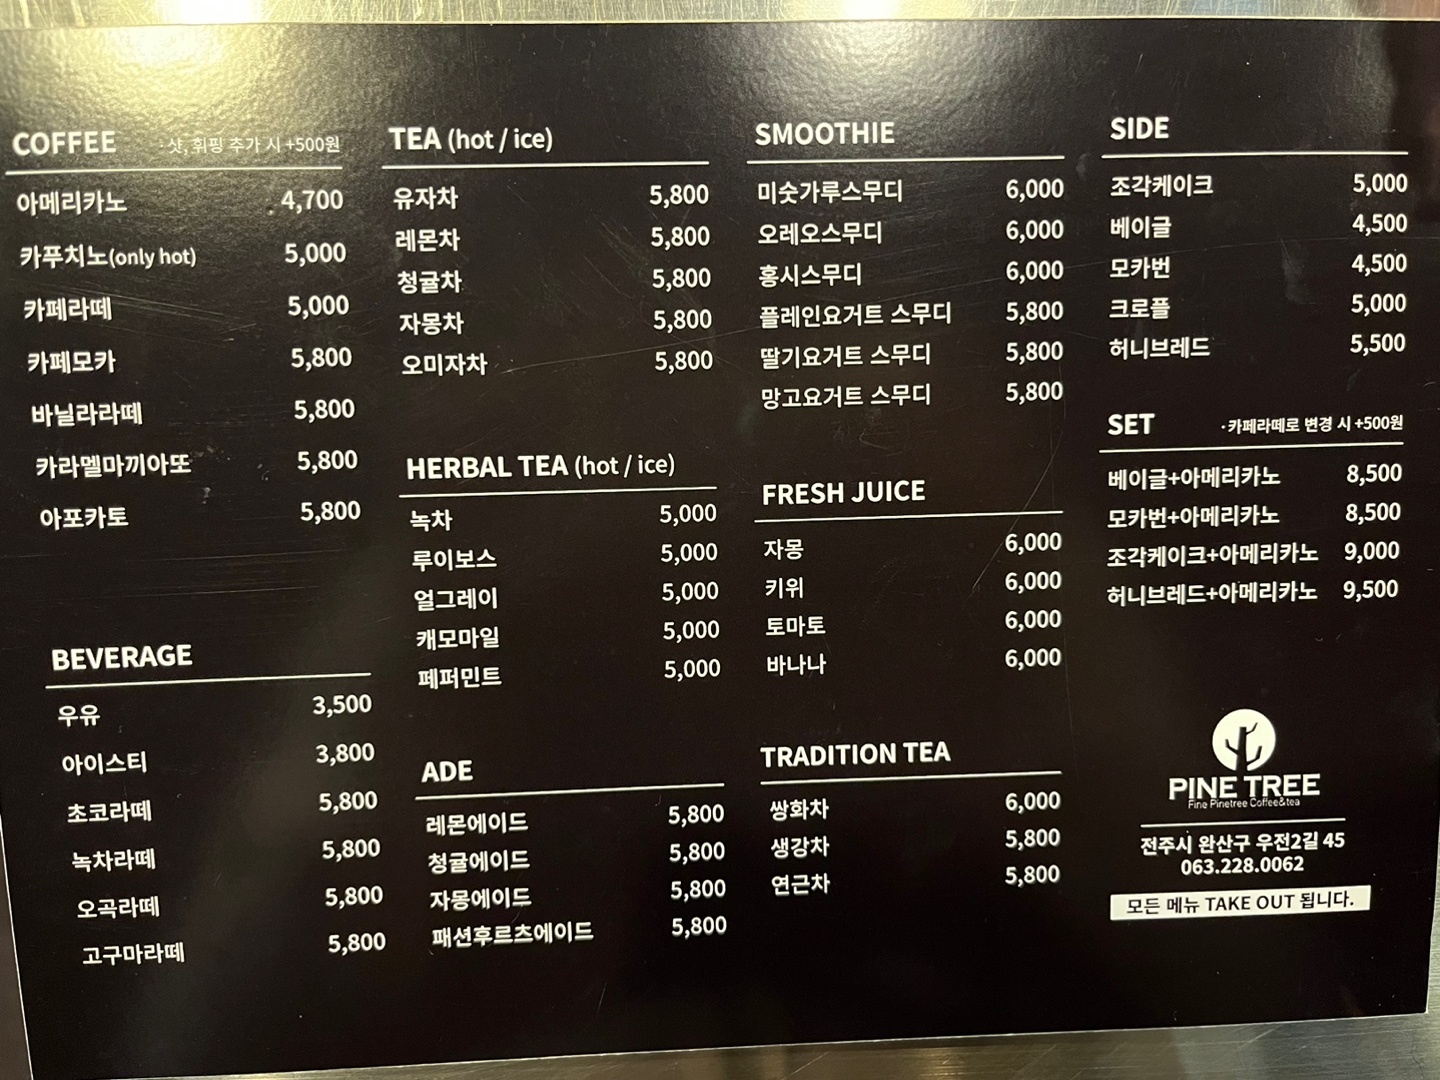 COFFEE ·샷,휘핑 추가 시 +500원
아메리카노 4,700
카푸치노(only hot) 5,000
카페라떼 5,000
카페모카 5,800
바닐라라떼 5,800
카라멜마끼아또 5,800
아포카토 5,800
BEVERAGE
우유 3,500
아이스티 3,800
초코라떼 5,800
녹차라떼 5,800
오곡라떼 5,800
고구마라떼 5,800
TEA (hot / ice)
유자차 5,800
레몬차 5,800
청귤차 5,800
자몽차 5,800
오미자차 5,800
HERBAL TEA (hot / ice)
녹차 5,000
루이보스 5,000
얼그레이 5,000
캐모마일 5,000
페퍼민트 5,000
ADE
레몬에이드 5,800
청귤에이드 5,800
자몽에이드 5,800
패션후르츠에이드 5,800
SMOOTHIE
미숫가루스무디 6,000
오레오스무디 6,000
홍시스무디 6,000
플레인요거트 스무디 5,800
딸기요거트 스무디 5,800
망고요거트 스무디 5,800
FRESH JUICE
자몽 6,000
키위 6,000
토마토 6,000
바나나 6,000
TRADITION TEA
쌍화차 6,000
생강차 5,800
연근차 5,800
SIDE
조각케이크 5,000
베이글 4,500
모카번 4,500
크로플 5,000
허니브레드 5,500
SET ·카페라떼로 변경 시 +500원
베이글+아메리카노 8,500
모카번+아메리카노 8,500
조각케이크+아메리카노 9,000
허니브레드+아메리카노 9,500
PINE TREE
Fine Pinetree Coffee&tea
전주시 완산구 우전2길 45
063.228.0062
모든 메뉴 TAKE OUT 됩니다.